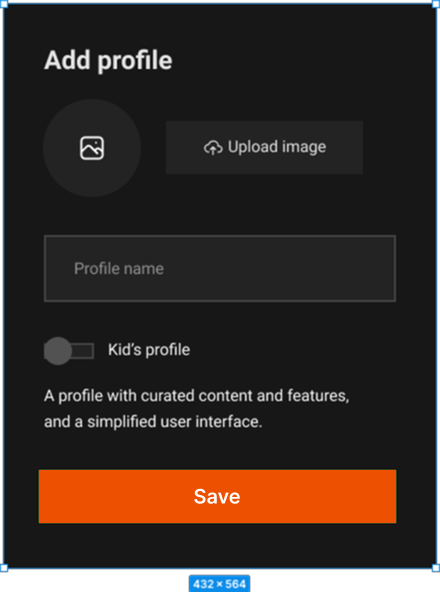 Add profile
Upload image
Profile name
Kid's profile
A profile with curated content and features,
and a simplified user interface.
Save
432 × 564